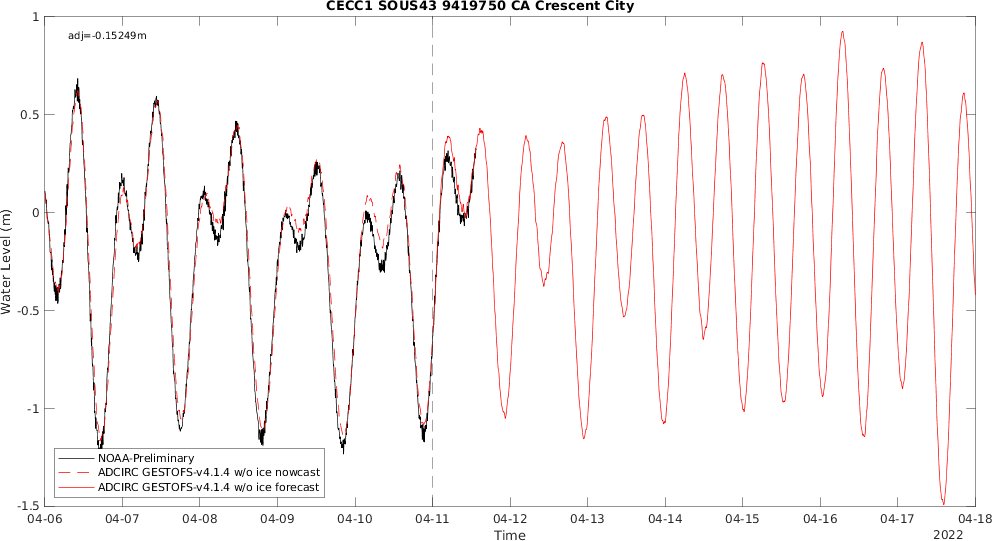 CECC1 SOUS43 9419750 CA Crescent City
adj=-0.15249m
1
0.5
0
-0.5
-1
-1.5
Water Level (m)
NOAA-Preliminary
ADCIRC GESTOFS-v4.1.4 w/o ice nowcast
ADCIRC GESTOFS-v4.1.4 w/o ice forecast
04-06 04-07 04-08 04-09 04-10 04-11 04-12 04-13 04-14 04-15 04-16 04-17 04-18
Time
2022